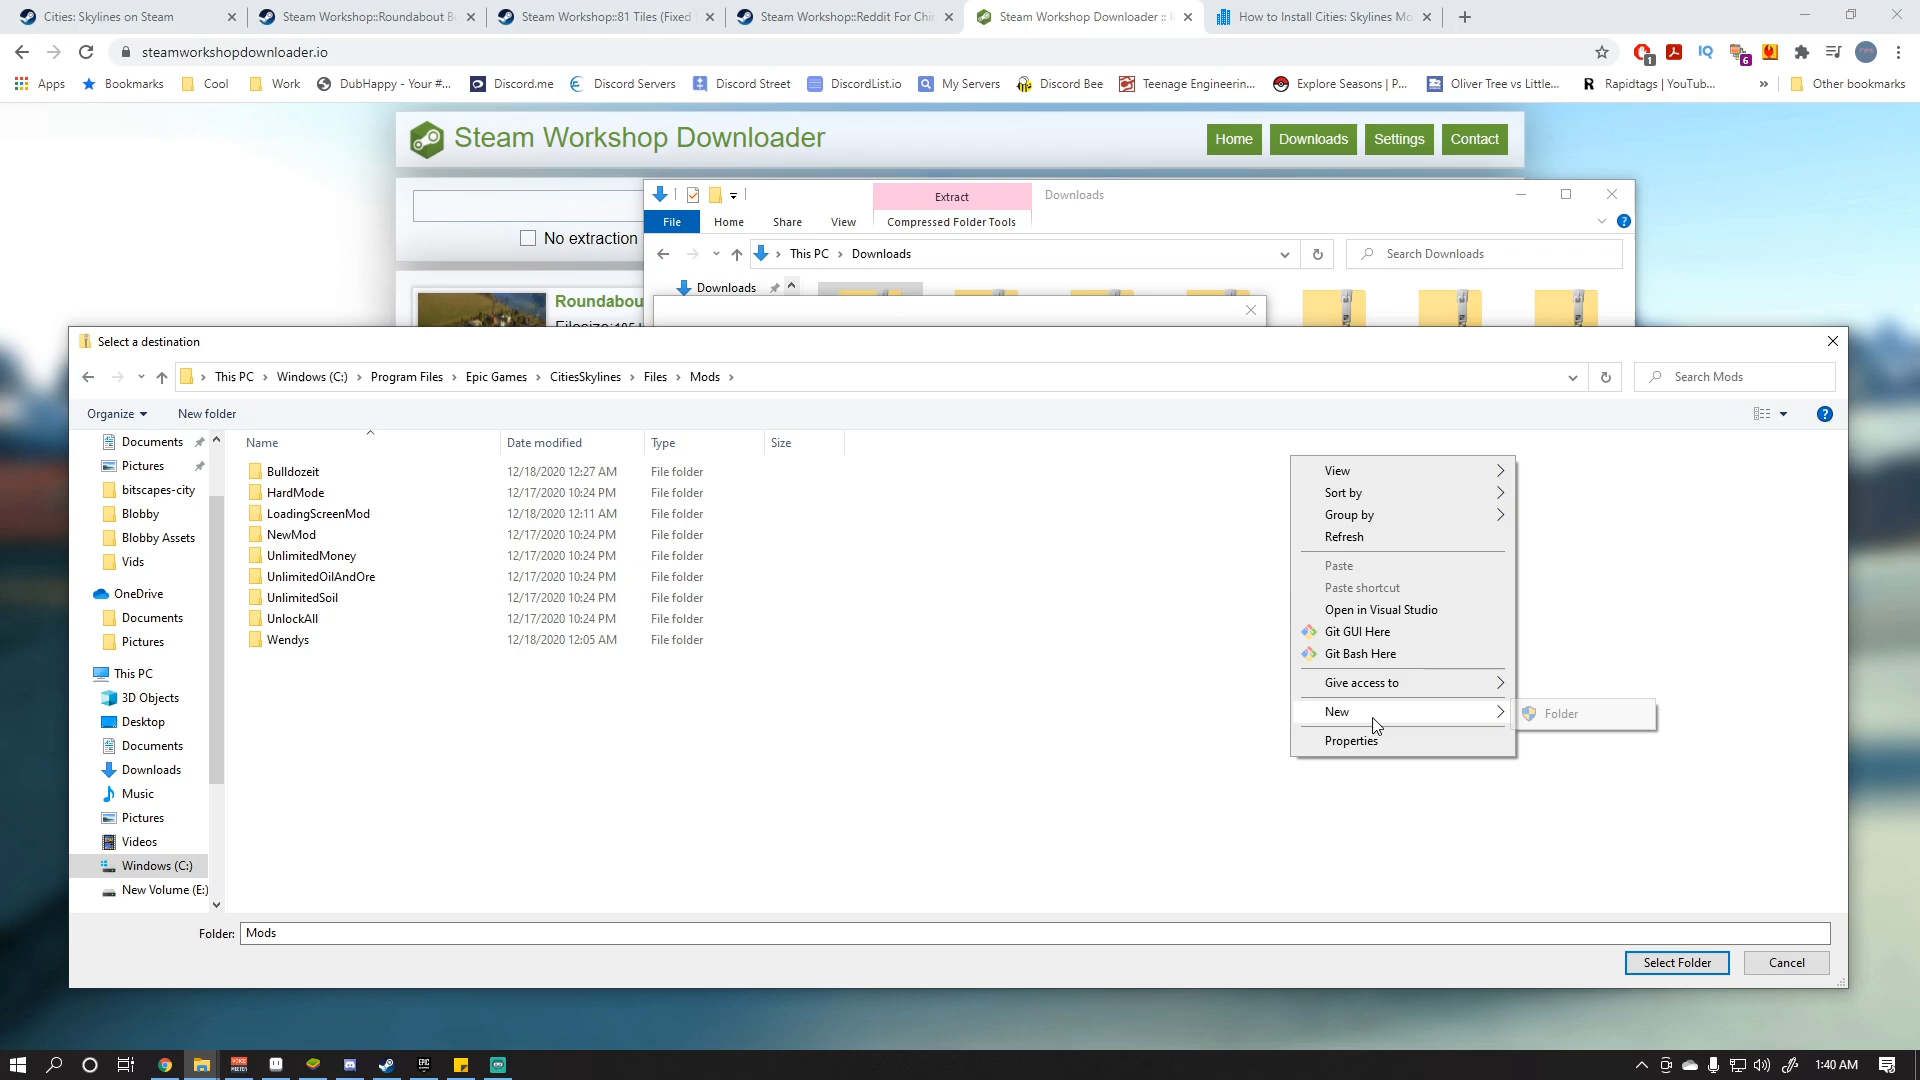 Cities: Skylines on Steam
Steam Workshop::Roundabout B
Steam Workshop::81 Tiles (Fixed
Steam Workshop::Reddit For Chi
Steam Workshop Downloader ::
How to Install Cities: Skylines Mo
steamworkshopdownloader.io
Apps
Bookmarks
Cool
Work
DubHappy - Your #...
Discord.me
Discord Servers
Discord Street
DiscordList.io
My Servers
Discord Bee
Teenage Engineerin...
Explore Seasons | P...
Oliver Tree vs Little...
Rapidtags | YouTub...
Other bookmarks
Steam Workshop Downloader
Home
Downloads
Settings
Contact
Extract
Downloads
File
Home
Share
View
Compressed Folder Tools
No extraction
This PC
Downloads
Search Downloads
Downloads
Roundabou
Select a destination
This PC
Windows (C:)
Program Files
Epic Games
CitiesSkylines
Files
Mods
Search Mods
Organize
New folder
Name
Date modified
Type
Size
Documents
Pictures
bitscapes-city
Blobby
Blobby Assets
Vids
OneDrive
Documents
Pictures
This PC
3D Objects
Desktop
Documents
Downloads
Music
Pictures
Videos
Windows (C:)
New Volume (E:)
Bulldozeit 12/18/2020 12:27 AM File folder
HardMode 12/17/2020 10:24 PM File folder
LoadingScreenMod 12/18/2020 12:11 AM File folder
NewMod 12/17/2020 10:24 PM File folder
UnlimitedMoney 12/17/2020 10:24 PM File folder
UnlimitedOilAndOre 12/17/2020 10:24 PM File folder
UnlimitedSoil 12/17/2020 10:24 PM File folder
UnlockAll 12/17/2020 10:24 PM File folder
Wendys 12/18/2020 12:05 AM File folder
View
Sort by
Group by
Refresh
Paste
Paste shortcut
Open in Visual Studio
Git GUI Here
Git Bash Here
Give access to
New
Folder
Properties
Folder: Mods
Select Folder
Cancel
1:40 AM